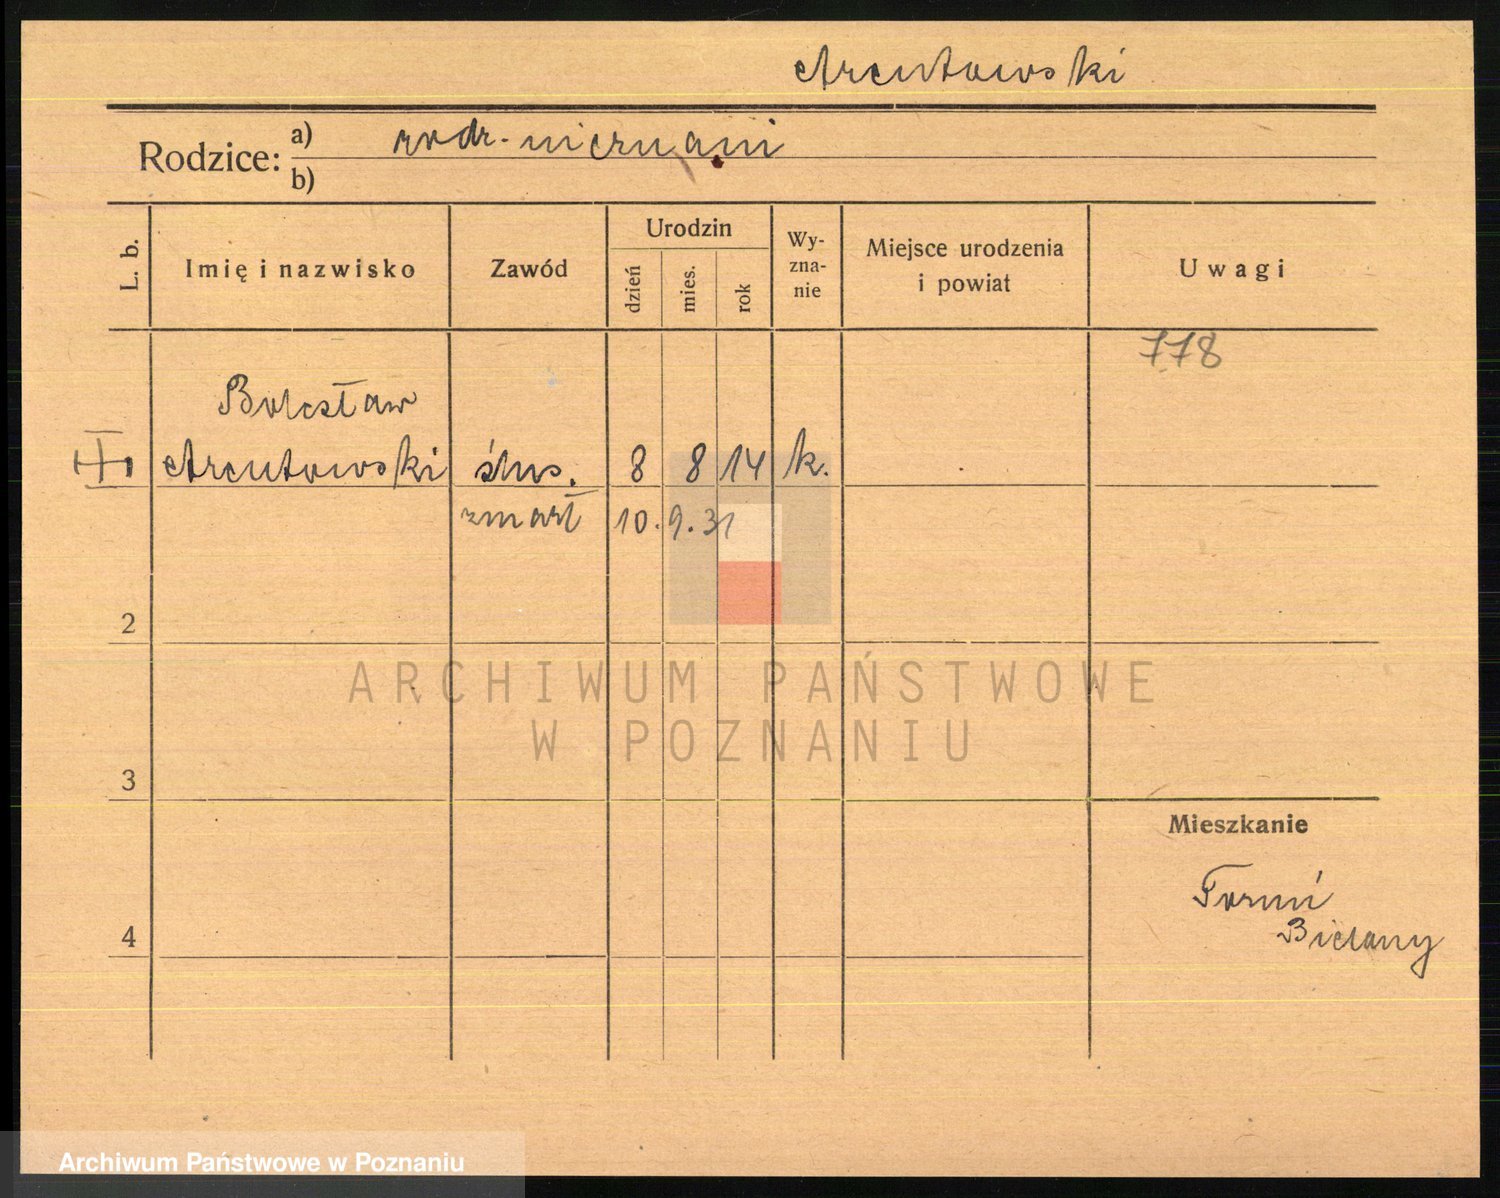 Arentowski
Rodzice: a) rodz. nieznani
b)
L. b.
Imię i nazwisko
Zawód
Urodzin
dzień
mies.
rok
Wy-
zna-
nie
Miejsce urodzenia
i powiat
Uwagi
778
Bolesław
1 Arentowski ślus. 8 8 14 k.
zmarł 10. 9. 31
2
3
4
Mieszkanie
Toruń
Bielany
ARCHIWUM PAŃSTWOWE
W POZNANIU
Archiwum Państwowe w Poznaniu